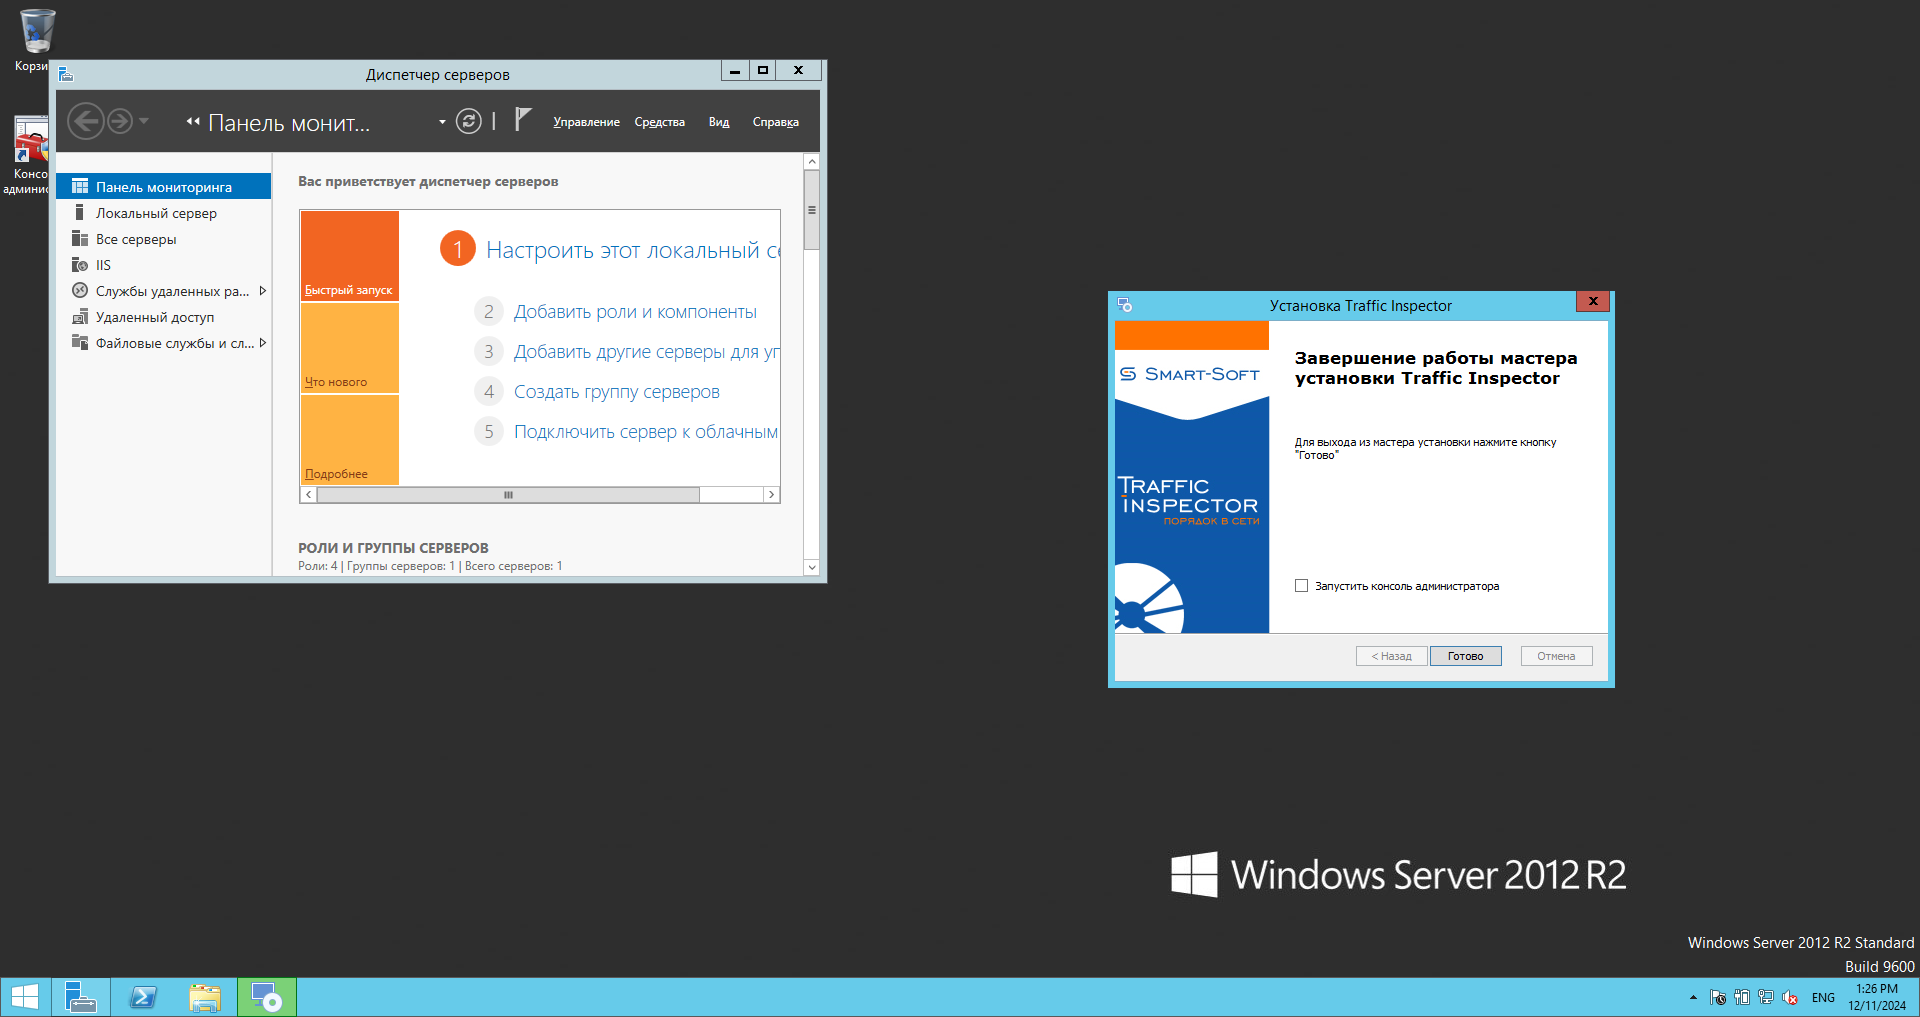 Корзи
Консо
админис
Диспетчер серверов
Панель монит...
Управление
Средства
Вид
Справка
Панель мониторинга
Локальный сервер
Все серверы
IIS
Службы удаленных ра...
Удаленный доступ
Файловые службы и сл...
Вас приветствует диспетчер серверов
Быстрый запуск
Что нового
Подробнее
1 Настроить этот локальный се
2 Добавить роли и компоненты
3 Добавить другие серверы для уп
4 Создать группу серверов
5 Подключить сервер к облачным
РОЛИ И ГРУППЫ СЕРВЕРОВ
Роли: 4 | Группы серверов: 1 | Всего серверов: 1
Установка Traffic Inspector
SMART-SOFT
TRAFFIC
INSPECTOR
ПОРЯДОК В СЕТИ
Завершение работы мастера
установки Traffic Inspector
Для выхода из мастера установки нажмите кнопку
"Готово"
Запустить консоль администратора
< Назад
Готово
Отмена
Windows Server 2012 R2
Windows Server 2012 R2 Standard
Build 9600
ENG
1:26 PM
12/11/2024